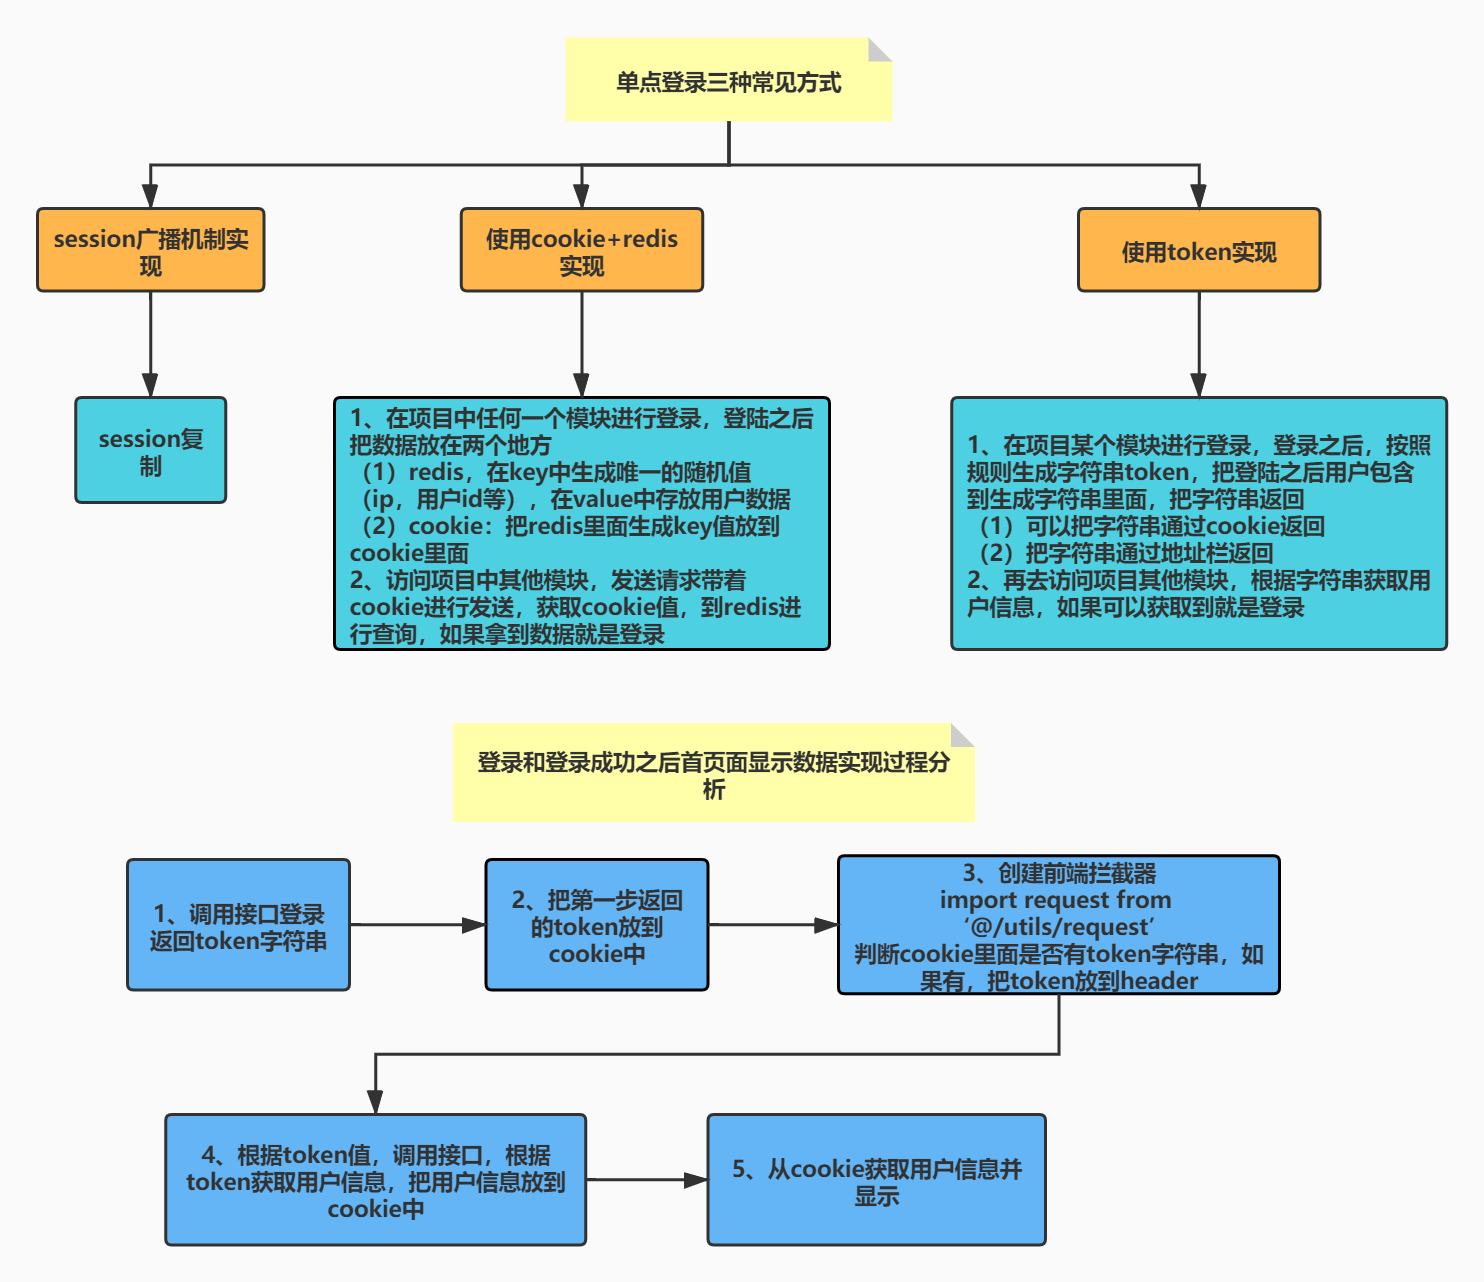 单点登录三种常见方式
session广播机制实
现
使用cookie+redis
实现
使用token实现
session复
制
1、在项目中任何一个模块进行登录，登陆之后
把数据放在两个地方
（1）redis，在key中生成唯一的随机值
（ip，用户id等），在value中存放用户数据
（2）cookie：把redis里面生成key值放到
cookie里面
2、访问项目中其他模块，发送请求带着
cookie进行发送，获取cookie值，到redis进
行查询，如果拿到数据就是登录
1、在项目某个模块进行登录，登录之后，按照
规则生成字符串token，把登陆之后用户包含
到生成字符串里面，把字符串返回
（1）可以把字符串通过cookie返回
（2）把字符串通过地址栏返回
2、再去访问项目其他模块，根据字符串获取用
户信息，如果可以获取到就是登录
登录和登录成功之后首页面显示数据实现过程分
析
1、调用接口登录
返回token字符串
2、把第一步返回
的token放到
cookie中
3、创建前端拦截器
import request from
‘@/utils/request’
判断cookie里面是否有token字符串，如
果有，把token放到header
4、根据token值，调用接口，根据
token获取用户信息，把用户信息放到
cookie中
5、从cookie获取用户信息并
显示